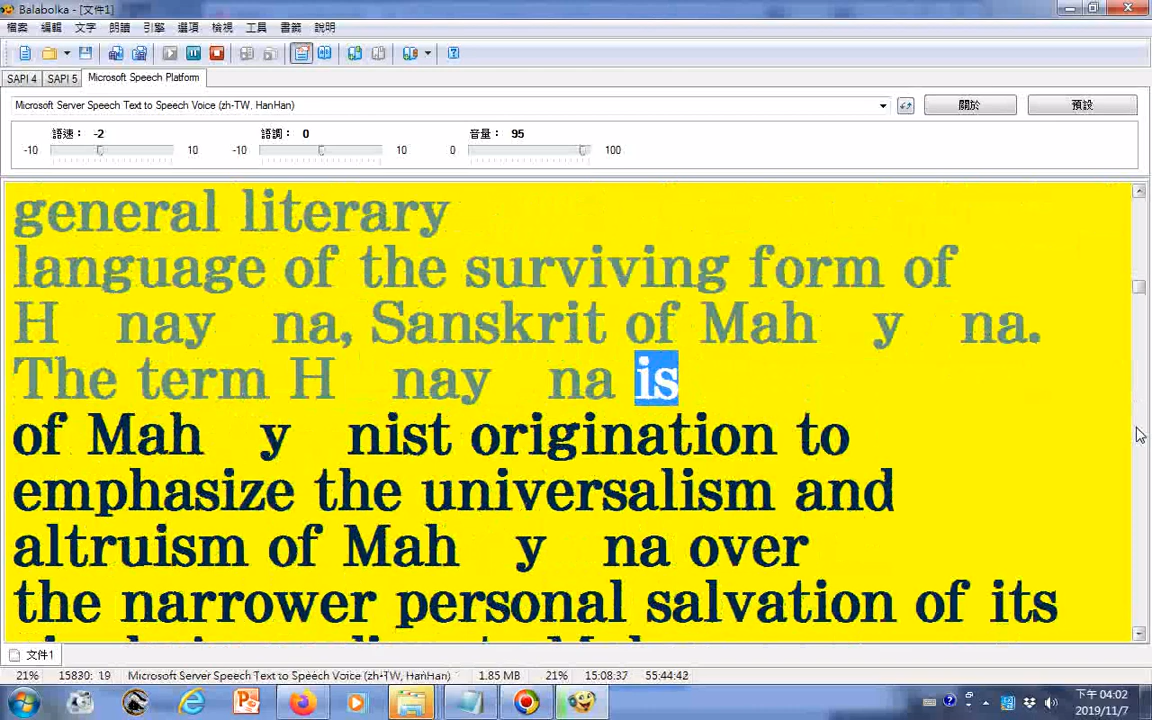 Balabolka - [文件1]
檔案 編輯 文字 朗讀 引擎 選項 檢視 工具 書籤 說明
SAPI 4 SAPI 5 Microsoft Speech Platform
Microsoft Server Speech Text to Speech Voice (zh-TW, HanHan) 關於 預設
語速： -2 語調： 0 音量： 95
-10 10 -10 10 0 100
general literary
language of the surviving form of
H nay na, Sanskrit of Mah y na.
The term H nay na is
of Mah y nist origination to
emphasize the universalism and
altruism of Mah y na over
the narrower personal salvation of its
文件1
21% 15830: 19 Microsoft Server Speech Text to Speech Voice (zh-TW, HanHan) 1.85 MB 21% 15:08:37 55:44:42
下午 04:02
2019/11/7